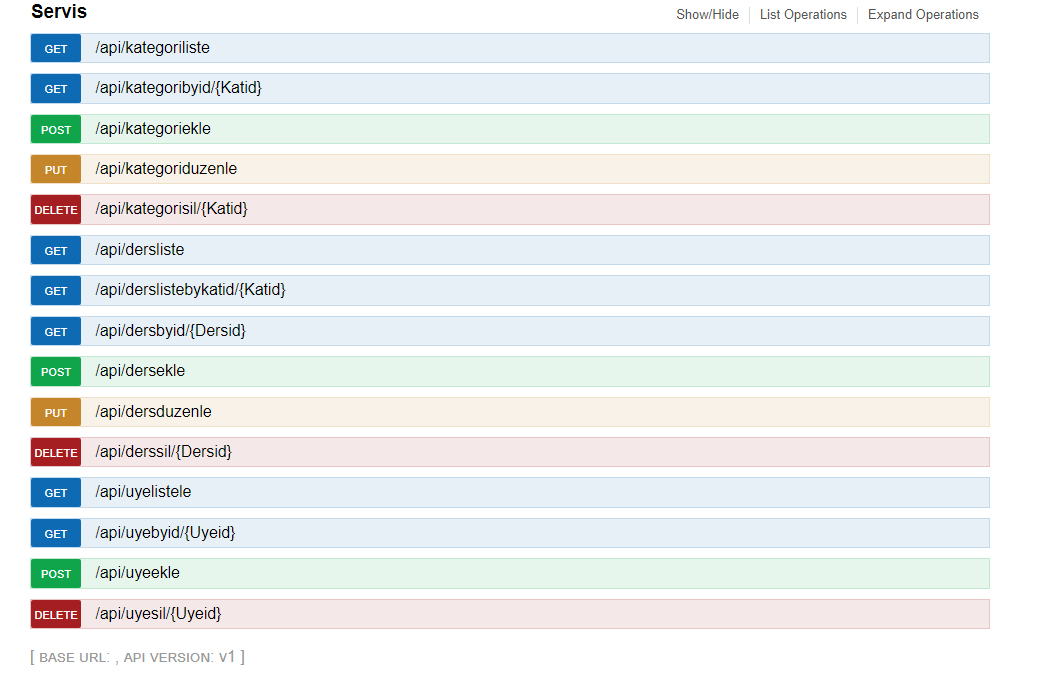 Servis
Show/Hide List Operations Expand Operations
GET /api/kategoriliste
GET /api/kategoribyid/{Katid}
POST /api/kategoriekle
PUT /api/kategoriduzenle
DELETE /api/kategorisil/{Katid}
GET /api/dersliste
GET /api/derslistebykatid/{Katid}
GET /api/dersbyid/{Dersid}
POST /api/dersekle
PUT /api/dersduzenle
DELETE /api/derssil/{Dersid}
GET /api/uyelistele
GET /api/uyebyid/{Uyeid}
POST /api/uyeekle
DELETE /api/uyesil/{Uyeid}
[ BASE URL: , API VERSION: v1 ]